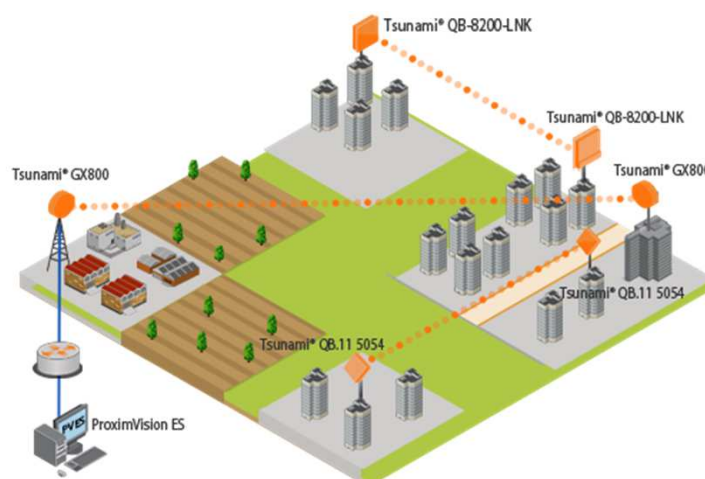 Tsunami® QB-8200-LNK
Tsunami® QB-8200-LNK
Tsunami® GX800
Tsunami® GX800
Tsunami® QB.11 5054
Tsunami® QB.11 5054
ProximVision ES
PVES